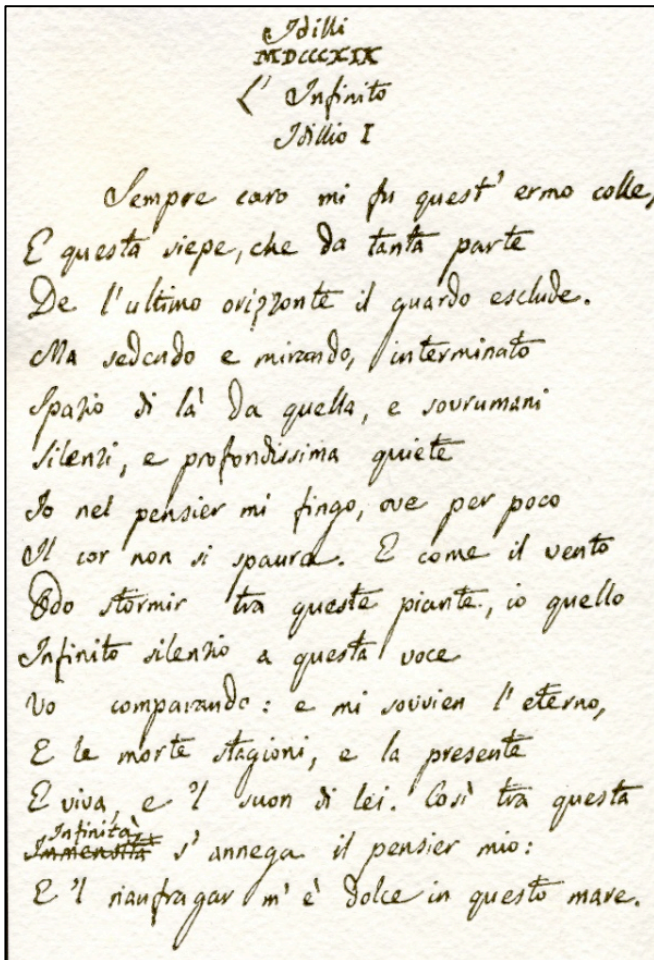 Idilli
MDCCCXIX
L' Infinito
Idillio I
Sempre caro mi fu quest' ermo colle,
E questa siepe, che da tanta parte
De l'ultimo orizzonte il guardo esclude.
Ma sedendo e mirando, interminato
Spazio di là da quella, e sovrumani
Silenzi, e profondissima quiete
Io nel pensier mi fingo, ove per poco
Il cor non si spaura. E come il vento
Odo stormir tra queste piante, io quello
Infinito silenzio a questa voce
Vo comparando: e mi sovvien l'eterno,
E le morte stagioni, e la presente
E viva, e 'l suon di lei. Così tra questa
Infinità
Immensità s'annega il pensier mio:
E 'l naufragar m'è dolce in questo mare.